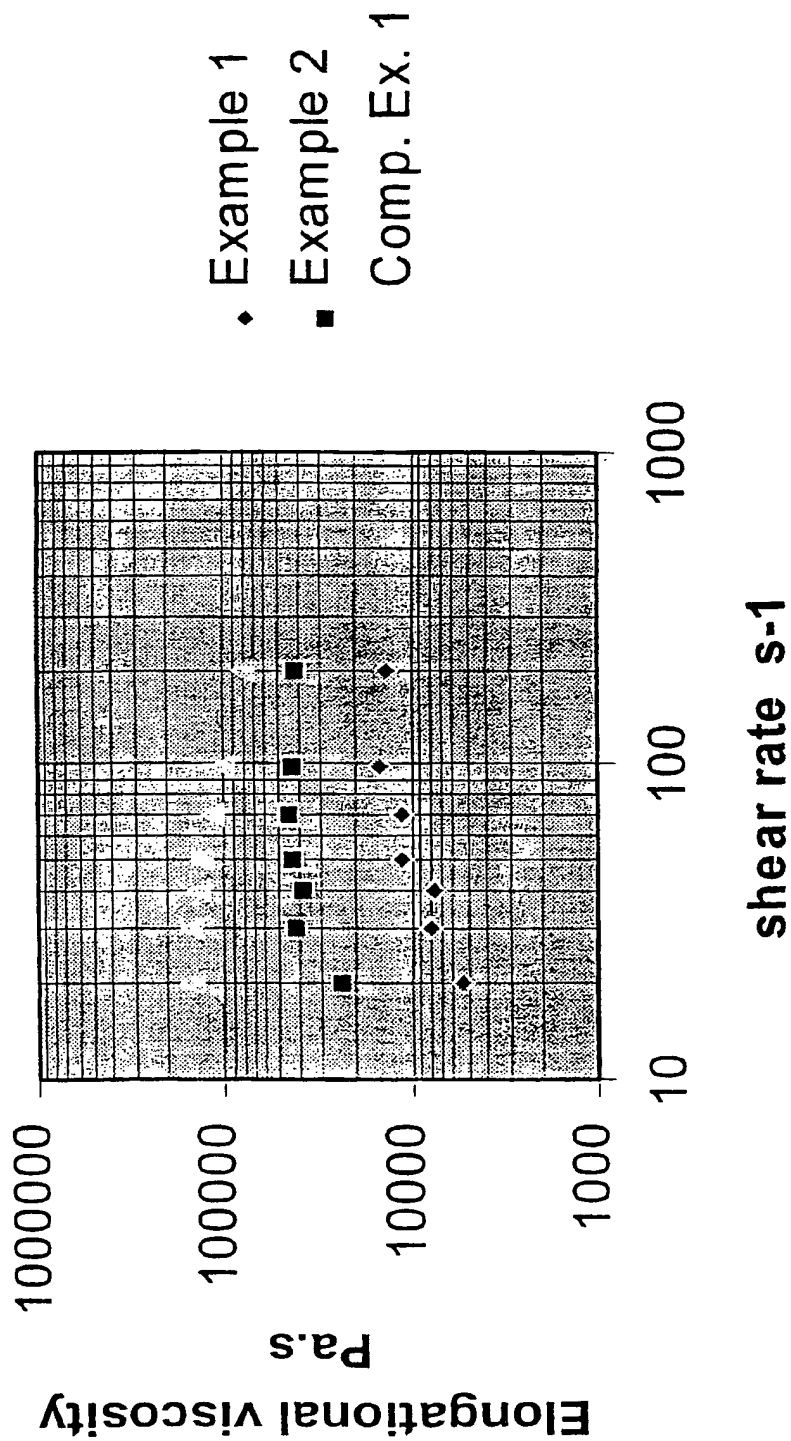 Elongational viscosity
Pa.s
1000000
100000
10000
1000
10
100
1000
shear rate s-1
Example 1
Example 2
Comp. Ex. 1